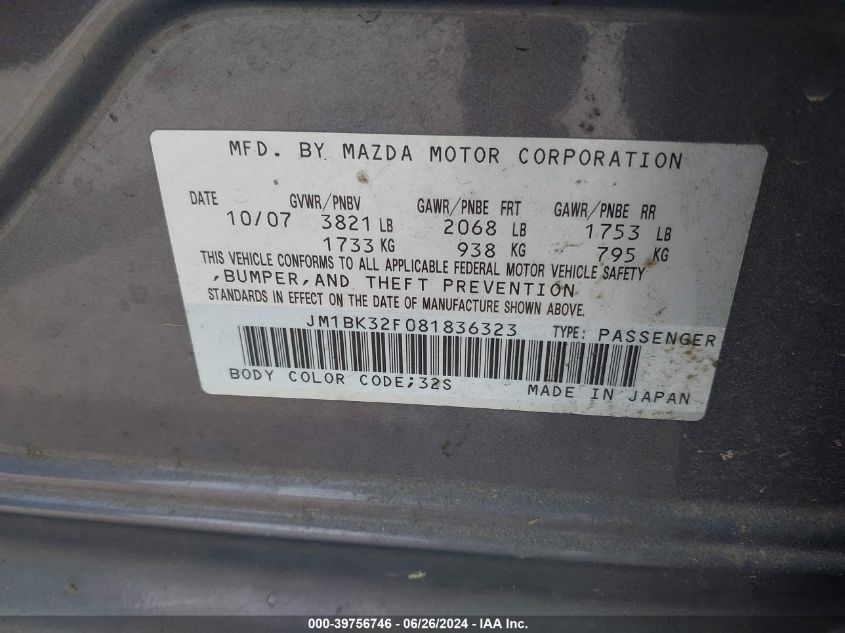 MFD. BY MAZDA MOTOR CORPORATION
DATE GVWR/PNBV GAWR/PNBE FRT GAWR/PNBE RR
10/07 3821 LB 2068 LB 1753 LB
1733 KG 938 KG 795 KG
THIS VEHICLE CONFORMS TO ALL APPLICABLE FEDERAL MOTOR VEHICLE SAFETY
,BUMPER,AND THEFT PREVENTION
STANDARDS IN EFFECT ON THE DATE OF MANUFACTURE SHOWN ABOVE.
JM1BK32F081836323 TYPE: PASSENGER
BODY COLOR CODE;32S MADE IN JAPAN
000-39756746 / 06/26/2024 / IAA Inc.